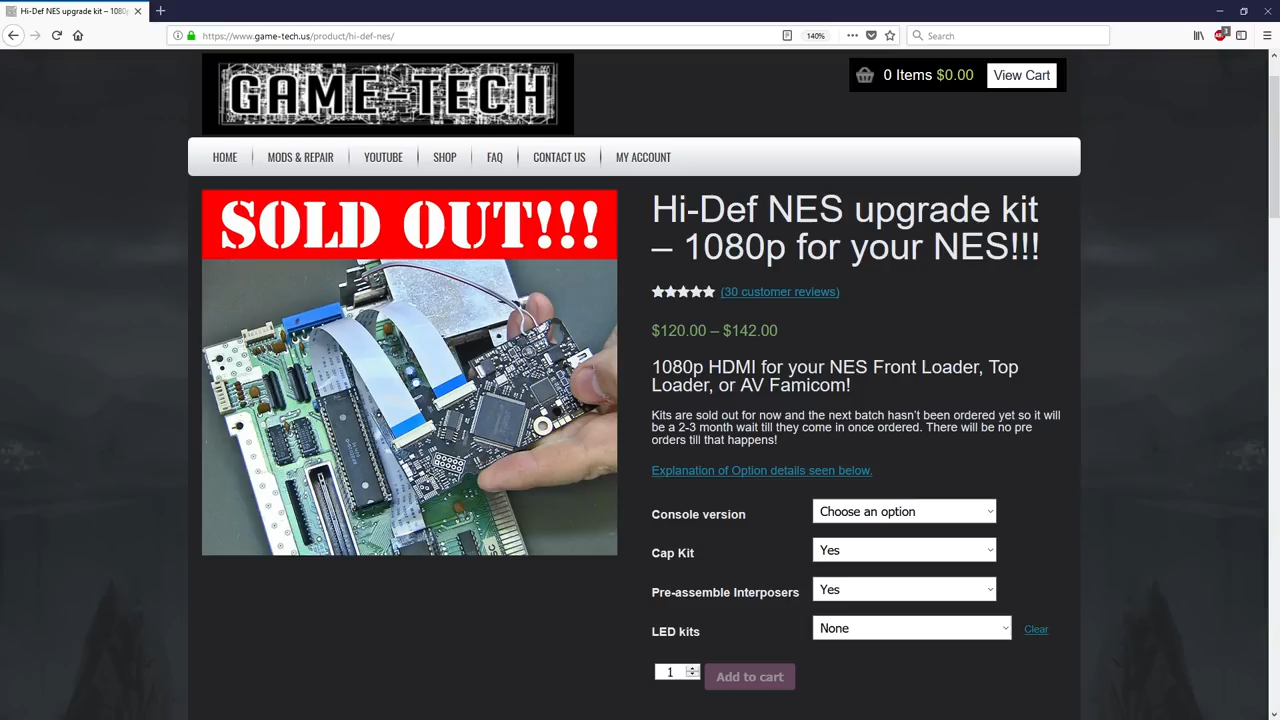 Hi-Def NES upgrade kit – 1080p
https://www.game-tech.us/product/hi-def-nes/
140%
Search
GAME-TECH
0 Items $0.00
View Cart
HOME
MODS & REPAIR
YOUTUBE
SHOP
FAQ
CONTACT US
MY ACCOUNT
SOLD OUT!!!
Hi-Def NES upgrade kit
– 1080p for your NES!!!
(30 customer reviews)
$120.00 – $142.00
1080p HDMI for your NES Front Loader, Top
Loader, or AV Famicom!
Kits are sold out for now and the next batch hasn’t been ordered yet so it will
be a 2-3 month wait till they come in once ordered. There will be no pre
orders till that happens!
Explanation of Option details seen below.
Console version
Choose an option
Cap Kit
Yes
Pre-assemble Interposers
Yes
LED kits
None
Clear
1
Add to cart